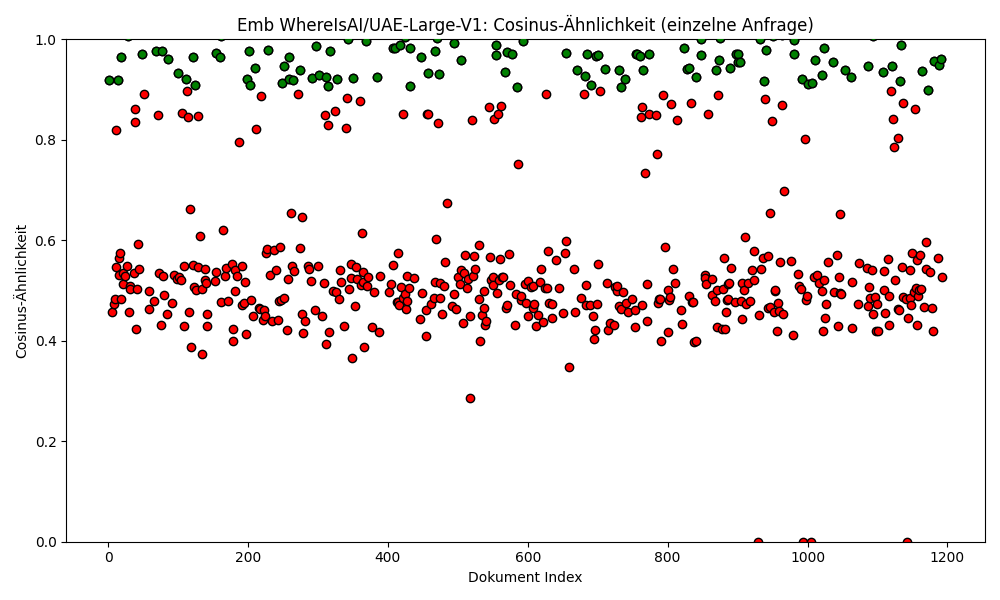 Emb WhereIsAI/UAE-Large-V1: Cosinus-Ähnlichkeit (einzelne Anfrage)
Cosinus-Ähnlichkeit
1.0
0.8
0.6
0.4
0.2
0.0
0 200 400 600 800 1000 1200
Dokument Index